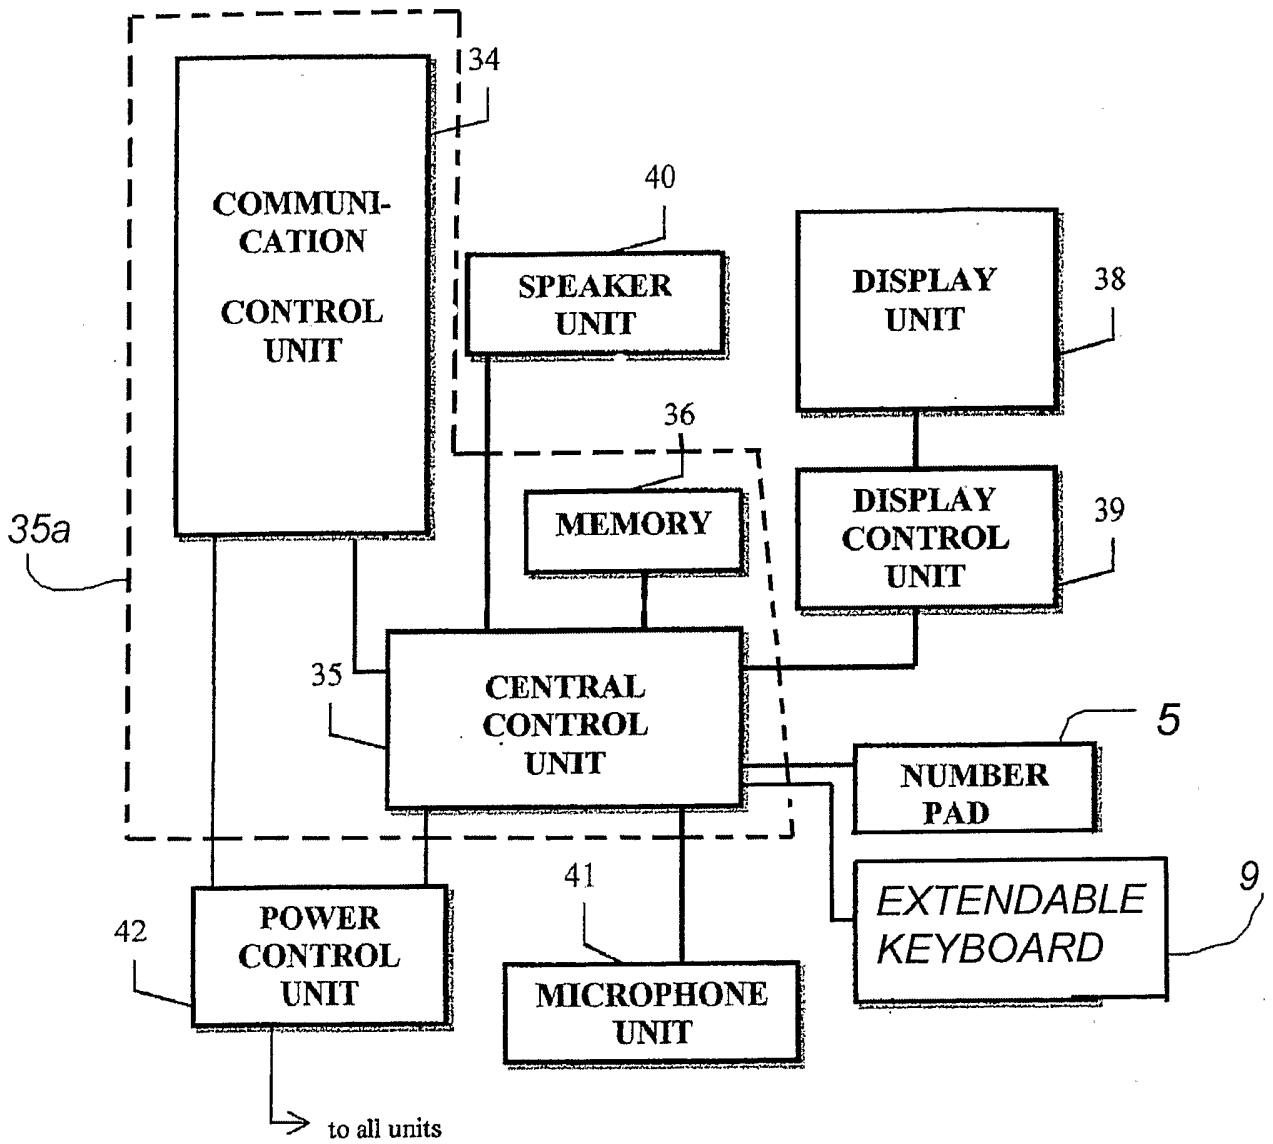 34
COMMUNI-
CATION
CONTROL
UNIT
40
SPEAKER
UNIT
DISPLAY
UNIT
38
36
MEMORY
DISPLAY
CONTROL
UNIT
39
35a
35
CENTRAL
CONTROL
UNIT
5
NUMBER
PAD
41
9
EXTENDABLE
KEYBOARD
42
POWER
CONTROL
UNIT
MICROPHONE
UNIT
to all units